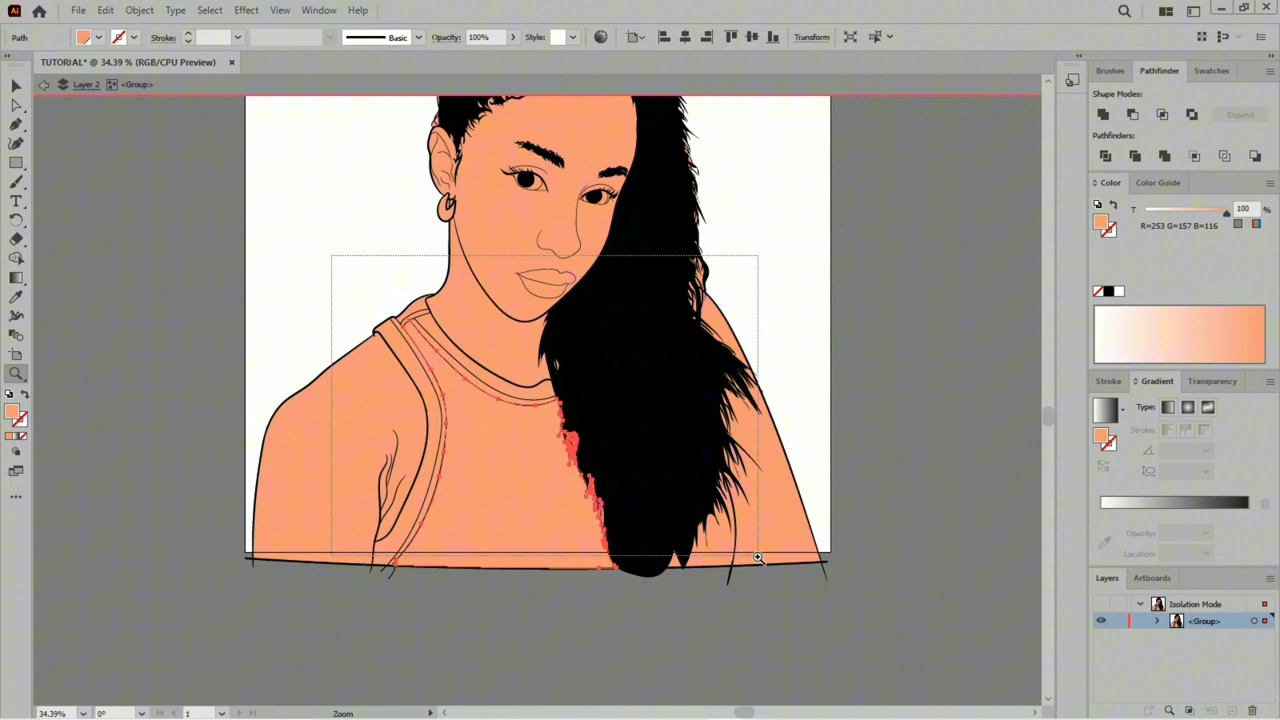 Ai File Edit Object Type Select Effect View Window Help
Path Stroke: Basic Opacity: 100% Style: Transform
TUTORIAL* @ 34.39 % (RGB/CPU Preview) ×
Layer 2 <Group>
Brushes Pathfinder Swatches
Shape Modes:
Expand
Pathfinders:
Color Color Guide
T 100 %
R=253 G=157 B=116
Stroke Gradient Transparency
Type:
Stroke:
Opacity:
Location:
Layers Artboards
Isolation Mode
<Group>
34.39% 0° 1 Zoom